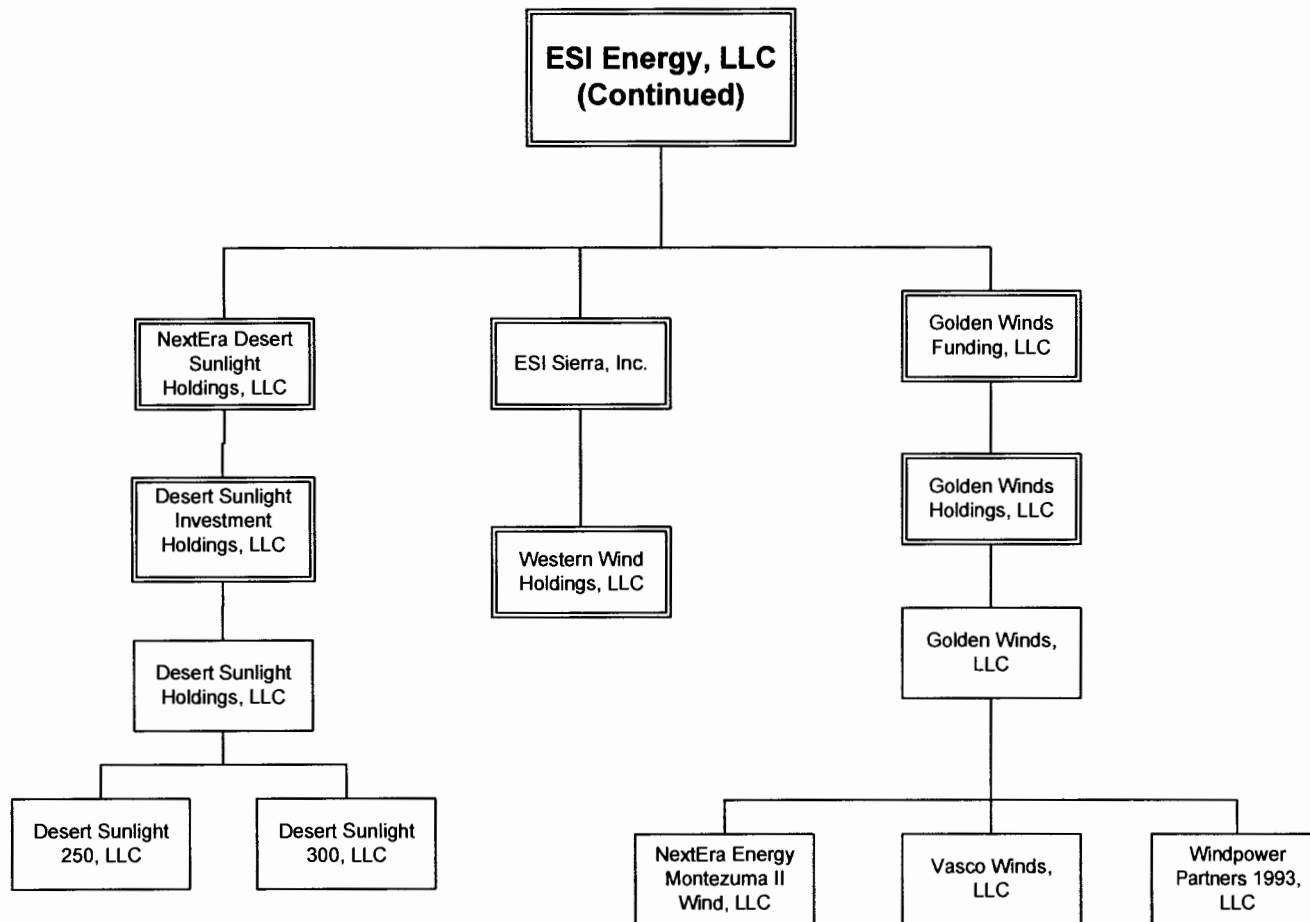 ESI Energy, LLC
(Continued)
NextEra Desert
Sunlight
Holdings, LLC
ESI Sierra, Inc.
Golden Winds
Funding, LLC
Desert Sunlight
Investment
Holdings, LLC
Western Wind
Holdings, LLC
Golden Winds
Holdings, LLC
Desert Sunlight
Holdings, LLC
Golden Winds,
LLC
Desert Sunlight
250, LLC
Desert Sunlight
300, LLC
NextEra Energy
Montezuma II
Wind, LLC
Vasco Winds,
LLC
Windpower
Partners 1993,
LLC